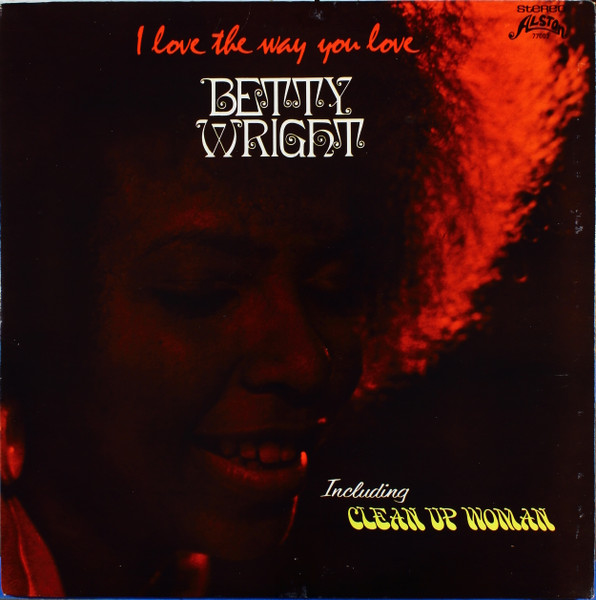 I love the way you love
BETTY
WRIGHT
STEREO
ALSTON
Including
CLEAN UP WOMAN